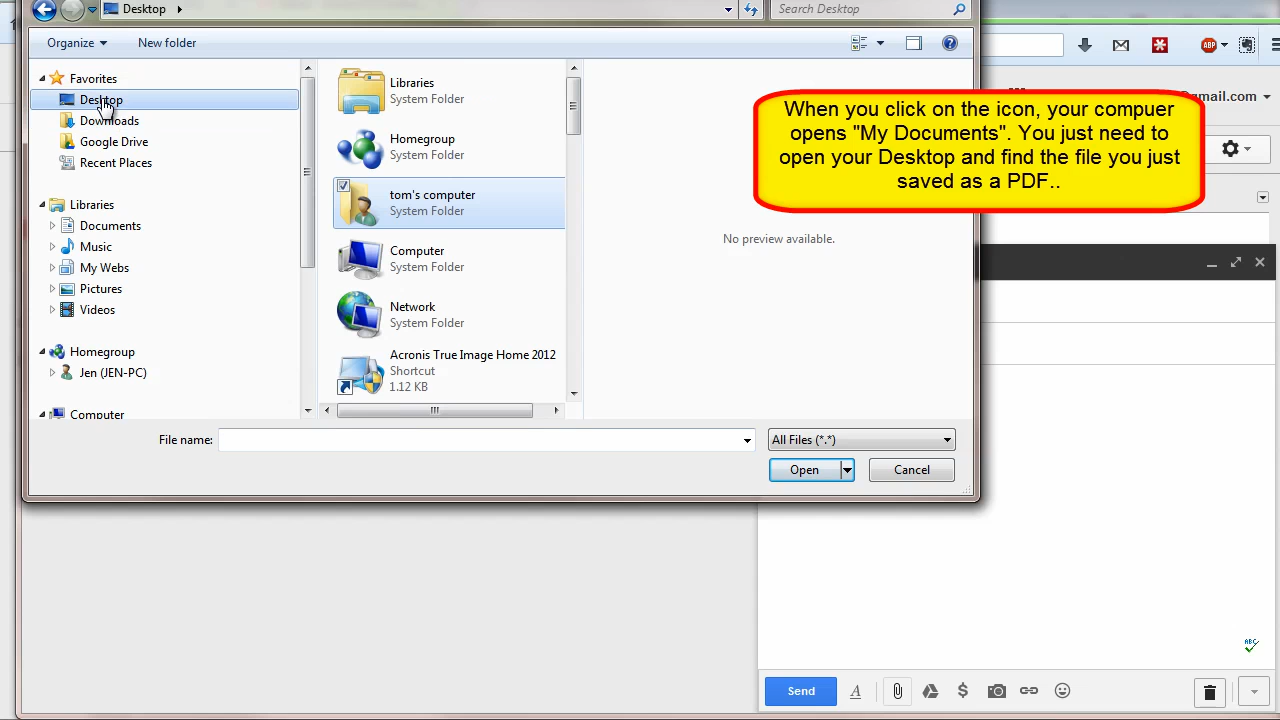 Desktop
Search Desktop
Organize
New folder
Favorites
Desktop
Downloads
Google Drive
Recent Places
Libraries
Documents
Music
My Webs
Pictures
Videos
Homegroup
Jen (JEN-PC)
Computer
Libraries
System Folder
Homegroup
System Folder
tom's computer
System Folder
Computer
System Folder
Network
System Folder
Acronis True Image Home 2012
Shortcut
1.12 KB
No preview available.
When you click on the icon, your compuer
opens "My Documents". You just need to
open your Desktop and find the file you just
saved as a PDF..
ABP
@gmail.com
File name:
All Files (*.*)
Open
Cancel
ABC
Send
A
$